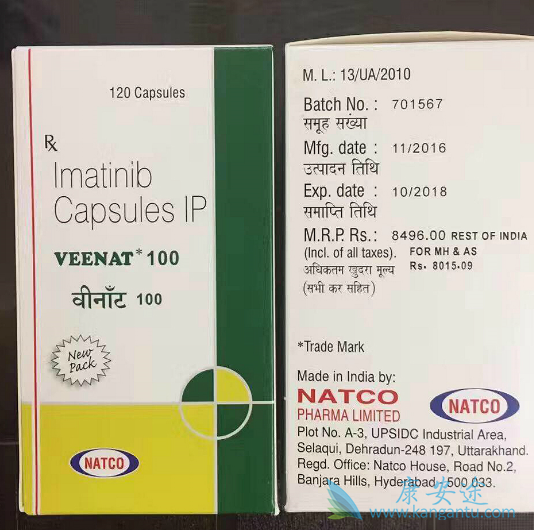 120 Capsules
Rx
Imatinib
Capsules IP
VEENAT* 100
वीनाँट 100
New
Pack
NATCO
M. L.: 13/UA/2010
Batch No. : 701567
समूह सख्या
Mfg. date : 11/2016
उत्पादन तिथि
Exp. date : 10/2018
समाप्ति तिथि
M.R.P. Rs.: 8496.00 REST OF INDIA
(Incl. of all taxes). FOR MH & AS
अधिकतम खुदरा मूल्य Rs. 8015.09
(सभी कर सहित)
*Trade Mark
Made in India by:
NATCO
PHARMA LIMITED
NATCO
Plot No. A-3, UPSIDC Industrial Area,
Selaqui, Dehradun-248 197, Uttarakhand.
Regd. Office: Natco House, Road No.2,
Banjara Hills, Hyderabad - 500 033.
康安途
www.kangantu.com